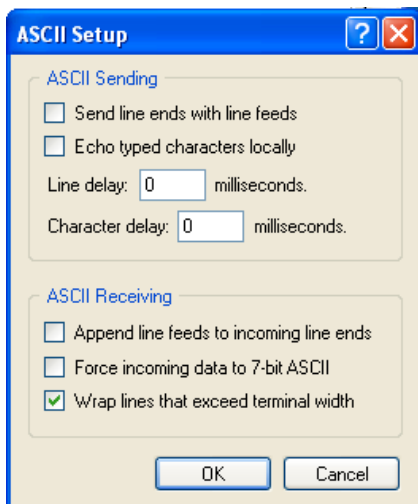 ASCII Setup
ASCII Sending
Send line ends with line feeds
Echo typed characters locally
Line delay: 0 milliseconds.
Character delay: 0 milliseconds.
ASCII Receiving
Append line feeds to incoming line ends
Force incoming data to 7-bit ASCII
Wrap lines that exceed terminal width
OK Cancel